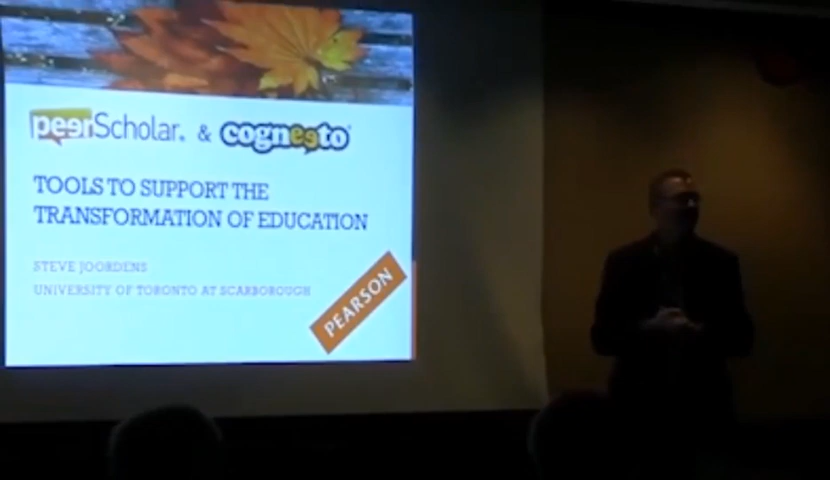 peerScholar. & cogneeto
TOOLS TO SUPPORT THE
TRANSFORMATION OF EDUCATION
STEVE JOORDENS
UNIVERSITY OF TORONTO AT SCARBOROUGH
PEARSON